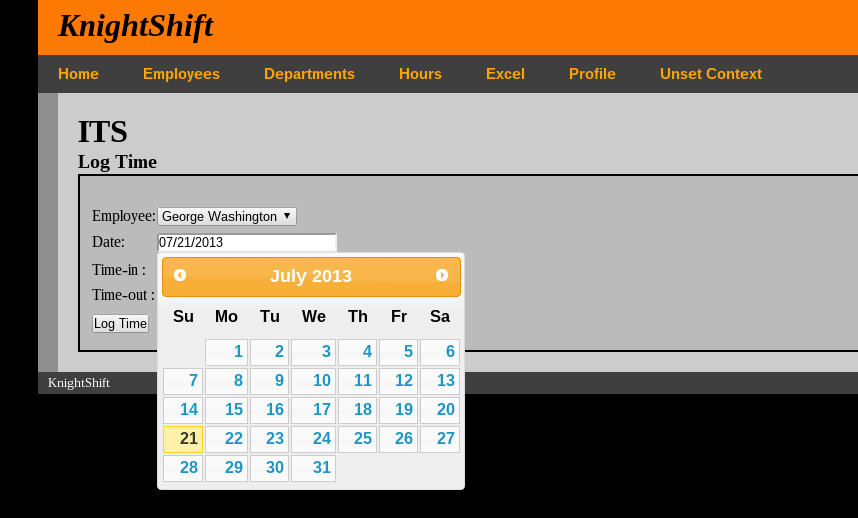 KnightShift
Home Employees Departments Hours Excel Profile Unset Context
ITS
Log Time
Employee: George Washington
Date: 07/21/2013
Time-in :
Time-out :
Log Time
July 2013
Su Mo Tu We Th Fr Sa
1 2 3 4 5 6
7 8 9 10 11 12 13
14 15 16 17 18 19 20
21 22 23 24 25 26 27
28 29 30 31
KnightShift